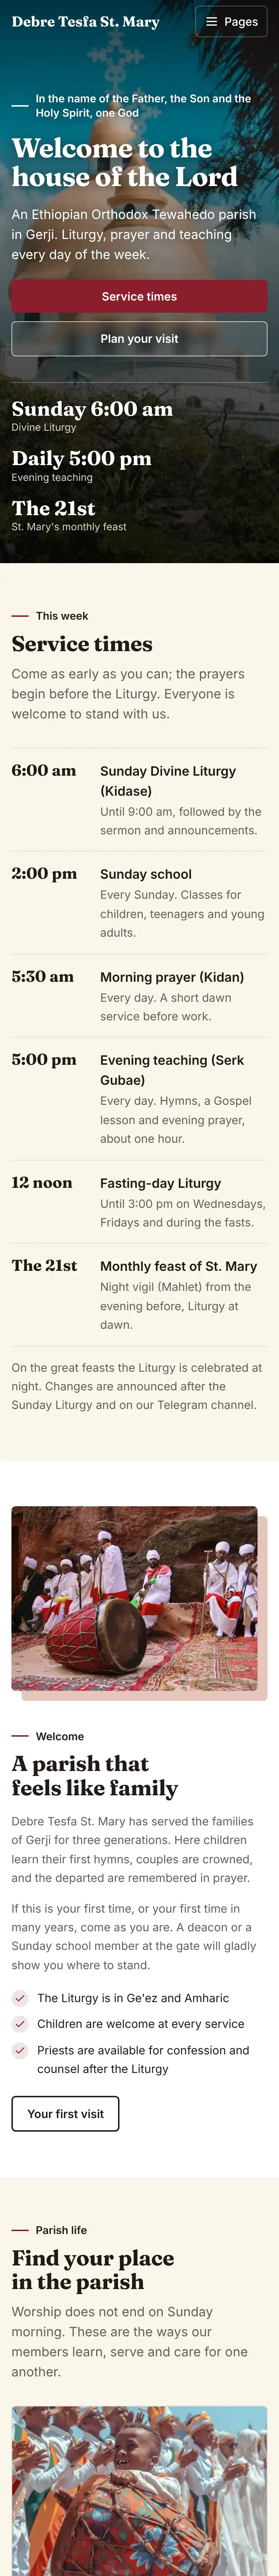 Debre Tesfa St. Mary
Pages
In the name of the Father, the Son and the
Holy Spirit, one God
Welcome to the
house of the Lord
An Ethiopian Orthodox Tewahedo parish
in Gerji. Liturgy, prayer and teaching
every day of the week.
Service times
Plan your visit
Sunday 6:00 am
Divine Liturgy
Daily 5:00 pm
Evening teaching
The 21st
St. Mary's monthly feast
This week
Service times
Come as early as you can; the prayers
begin before the Liturgy. Everyone is
welcome to stand with us.
6:00 am
Sunday Divine Liturgy
(Kidase)
Until 9:00 am, followed by the
sermon and announcements.
2:00 pm
Sunday school
Every Sunday. Classes for
children, teenagers and young
adults.
5:30 am
Morning prayer (Kidan)
Every day. A short dawn
service before work.
5:00 pm
Evening teaching (Serk
Gubae)
Every day. Hymns, a Gospel
lesson and evening prayer,
about one hour.
12 noon
Fasting-day Liturgy
Until 3:00 pm on Wednesdays,
Fridays and during the fasts.
The 21st
Monthly feast of St. Mary
Night vigil (Mahlet) from the
evening before, Liturgy at
dawn.
On the great feasts the Liturgy is celebrated at
night. Changes are announced after the
Sunday Liturgy and on our Telegram channel.
Welcome
A parish that
feels like family
Debre Tesfa St. Mary has served the families
of Gerji for three generations. Here children
learn their first hymns, couples are crowned,
and the departed are remembered in prayer.
If this is your first time, or your first time in
many years, come as you are. A deacon or a
Sunday school member at the gate will gladly
show you where to stand.
The Liturgy is in Ge'ez and Amharic
Children are welcome at every service
Priests are available for confession and
counsel after the Liturgy
Your first visit
Parish life
Find your place
in the parish
Worship does not end on Sunday
morning. These are the ways our
members learn, serve and care for one
another.